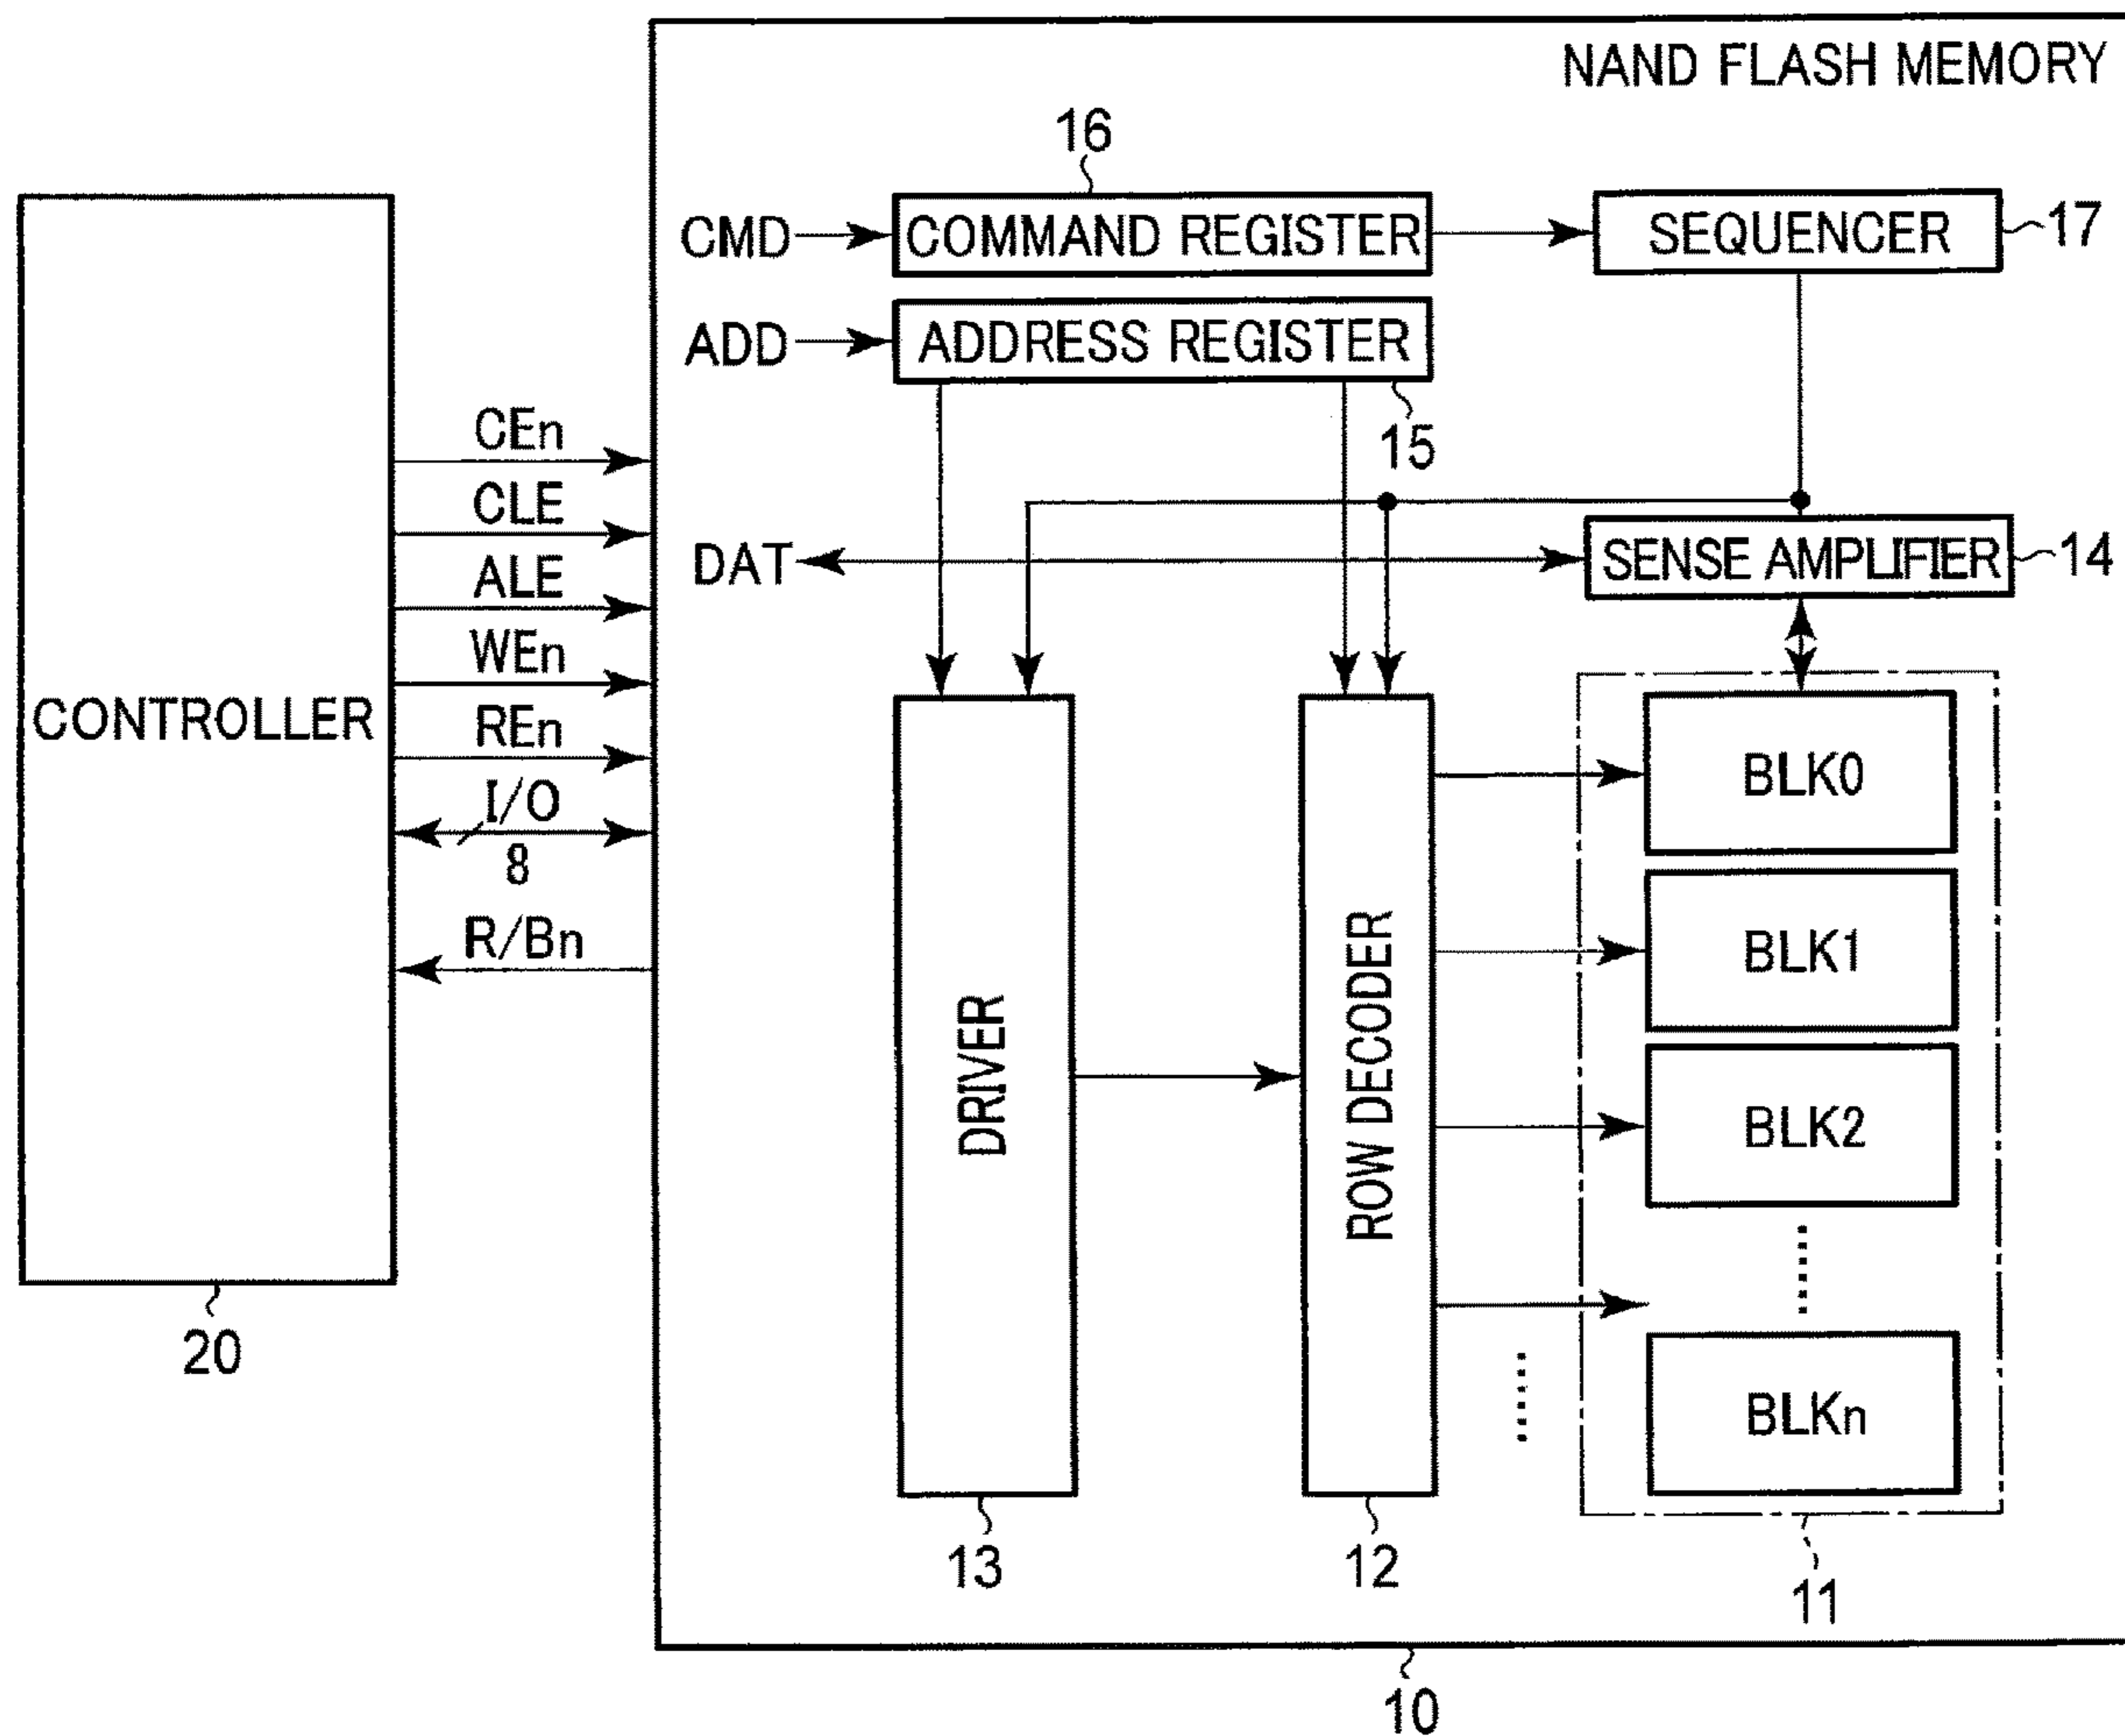 NAND FLASH MEMORY
16
CMD
COMMAND REGISTER
SEQUENCER
17
ADD
ADDRESS REGISTER
15
CEn
CLE
DAT
SENSE AMPLIFIER
14
ALE
WEn
CONTROLLER
REn
I/O
8
R/Bn
BLK0
BLK1
BLK2
BLKn
DRIVER
ROW DECODER
20
13
12
11
10